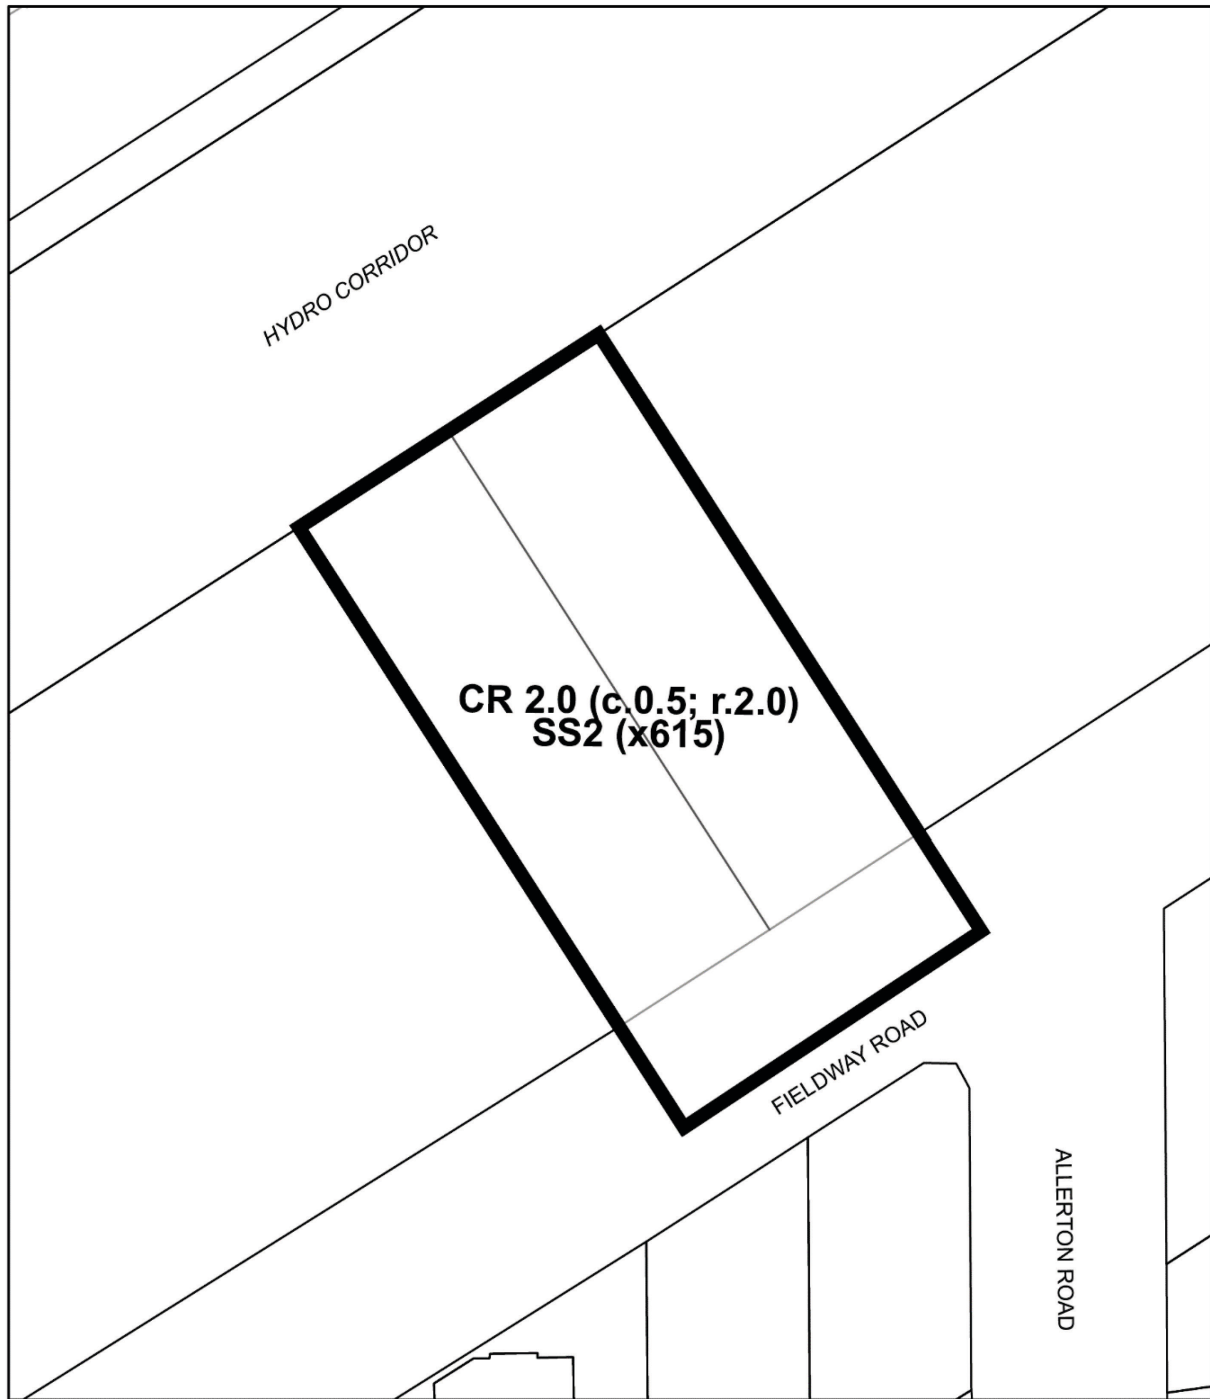 HYDRO CORRIDOR
CR 2.0 (c.0.5; r.2.0)
SS2 (x615)
FIELDWAY ROAD
ALLERTON ROAD